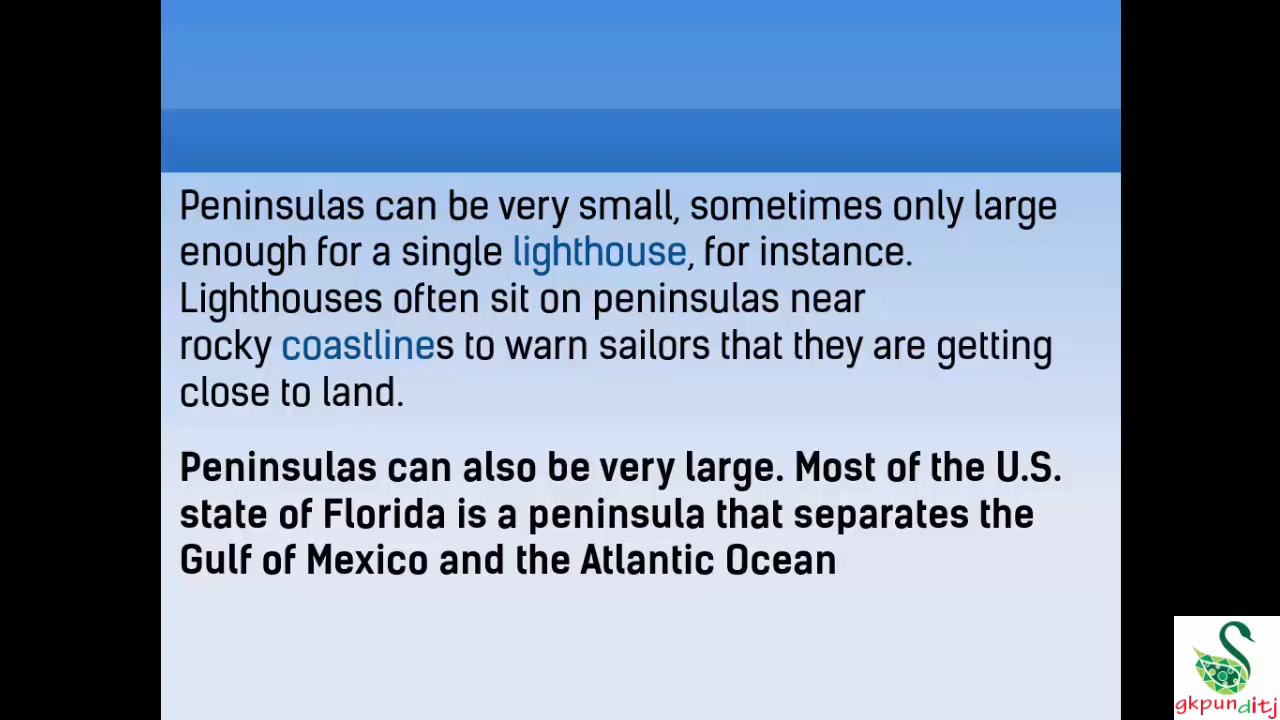 Peninsulas can be very small, sometimes only large
enough for a single lighthouse, for instance.
Lighthouses often sit on peninsulas near
rocky coastlines to warn sailors that they are getting
close to land.
Peninsulas can also be very large. Most of the U.S.
state of Florida is a peninsula that separates the
Gulf of Mexico and the Atlantic Ocean
gkpunditj